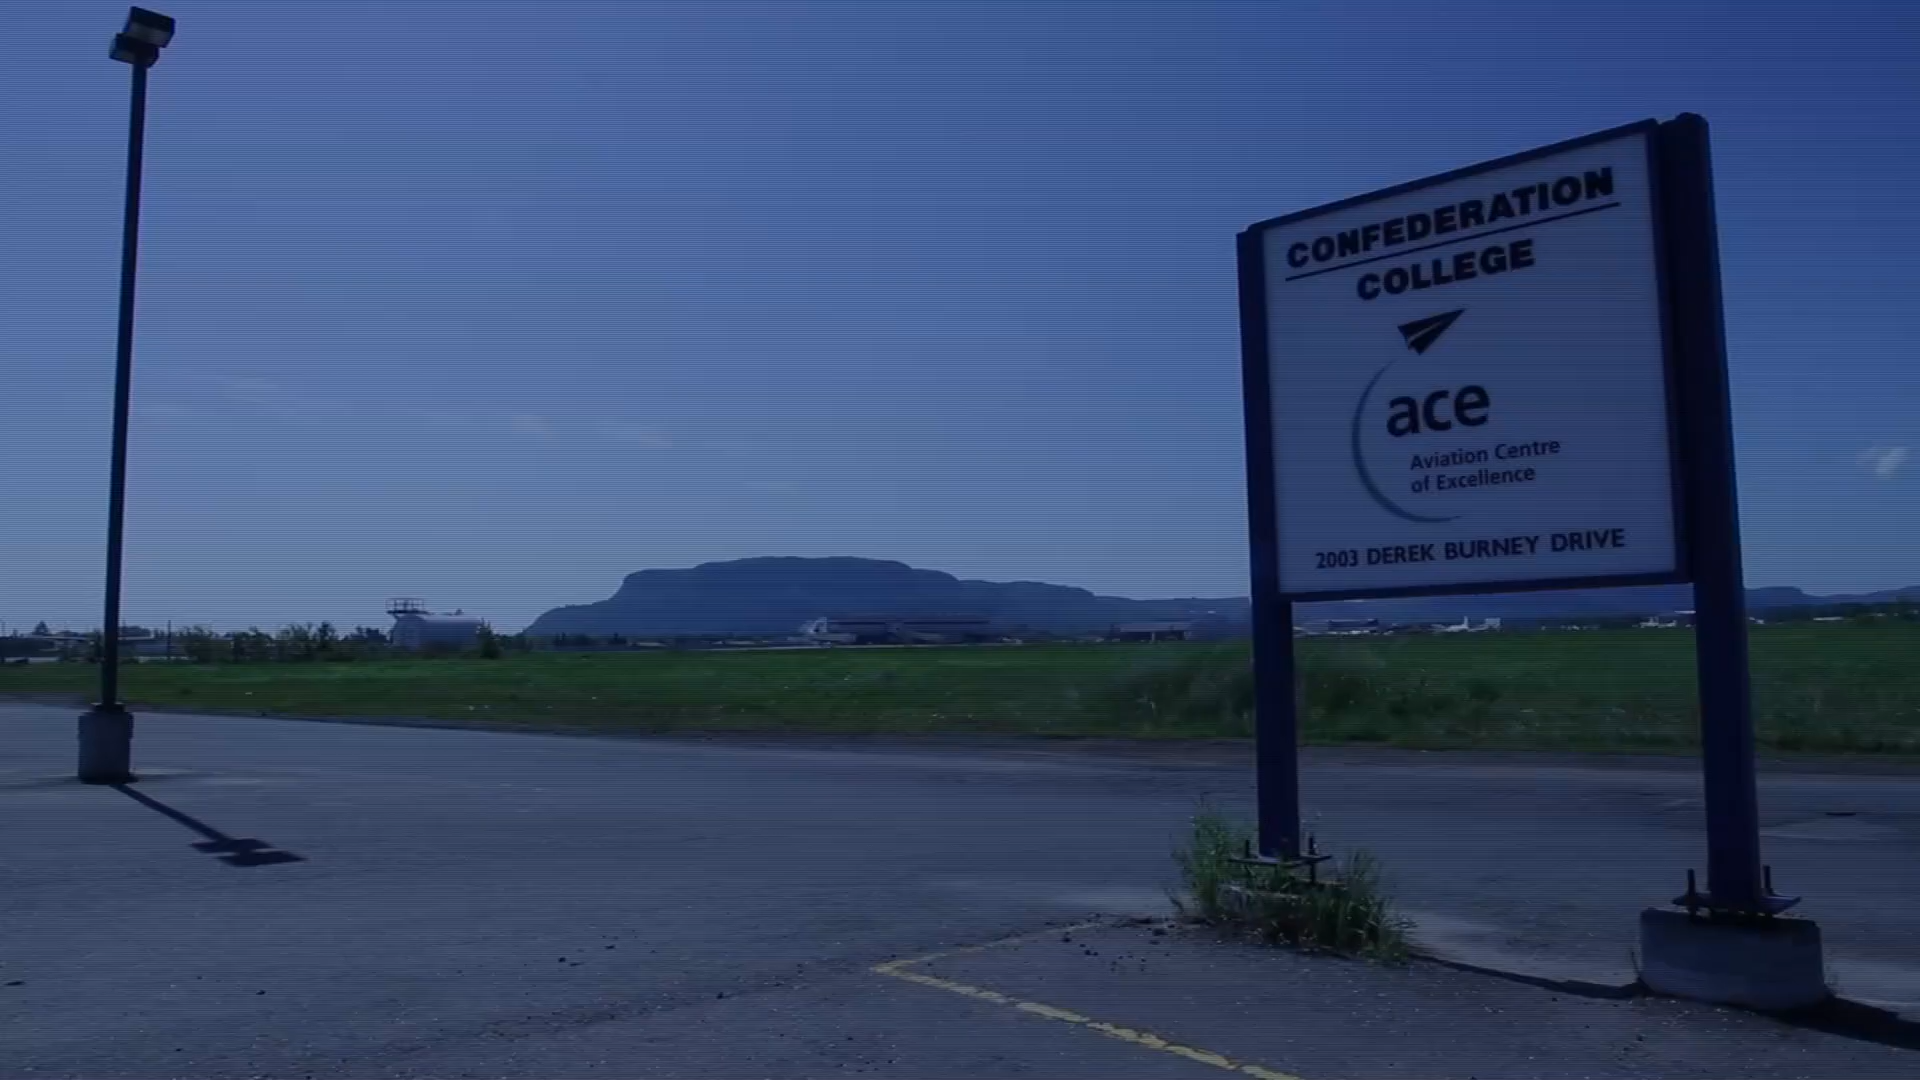 CONFEDERATION
COLLEGE
ace
Aviation Centre
of Excellence
2003 DEREK BURNEY DRIVE